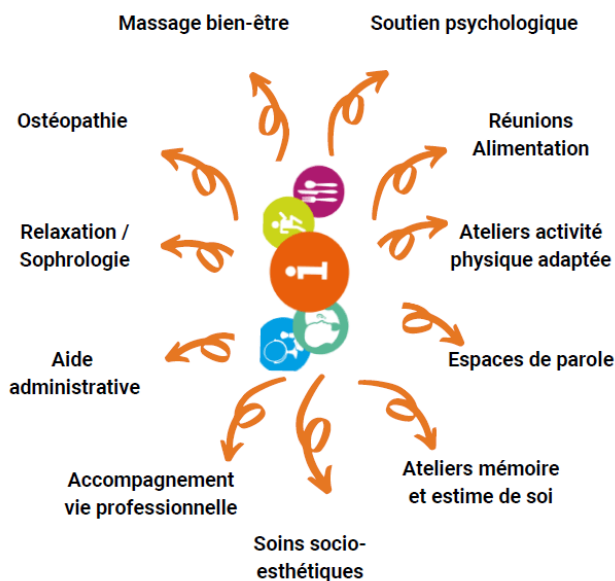 Massage bien-être
Soutien psychologique
Ostéopathie
Réunions
Alimentation
Relaxation /
Sophrologie
Ateliers activité
physique adaptée
Aide
administrative
Espaces de parole
Accompagnement
vie professionnelle
Ateliers mémoire
et estime de soi
Soins socio-
esthétiques
i